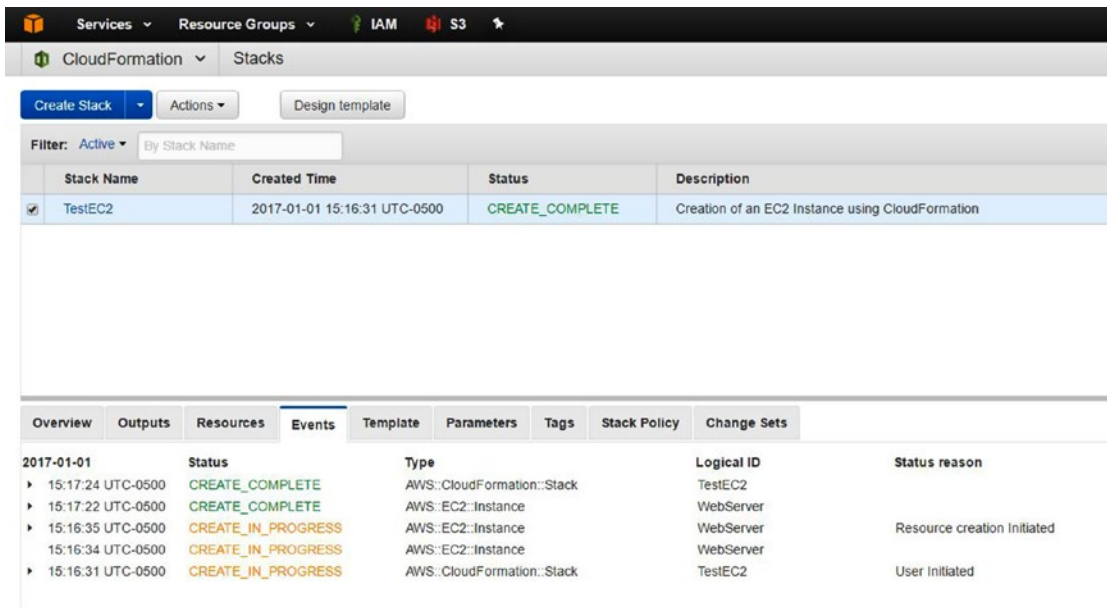 Services Resource Groups IAM S3
CloudFormation Stacks
Create Stack Actions Design template
Filter: Active By Stack Name
Stack Name Created Time Status Description
TestEC2 2017-01-01 15:16:31 UTC-0500 CREATE_COMPLETE Creation of an EC2 Instance using CloudFormation
Overview Outputs Resources Events Template Parameters Tags Stack Policy Change Sets
2017-01-01 Status Type Logical ID Status reason
15:17:24 UTC-0500 CREATE_COMPLETE AWS::CloudFormation::Stack TestEC2
15:17:22 UTC-0500 CREATE_COMPLETE AWS::EC2::Instance WebServer
15:16:35 UTC-0500 CREATE_IN_PROGRESS AWS::EC2::Instance WebServer Resource creation Initiated
15:16:34 UTC-0500 CREATE_IN_PROGRESS AWS::EC2::Instance WebServer
15:16:31 UTC-0500 CREATE_IN_PROGRESS AWS::CloudFormation::Stack TestEC2 User Initiated